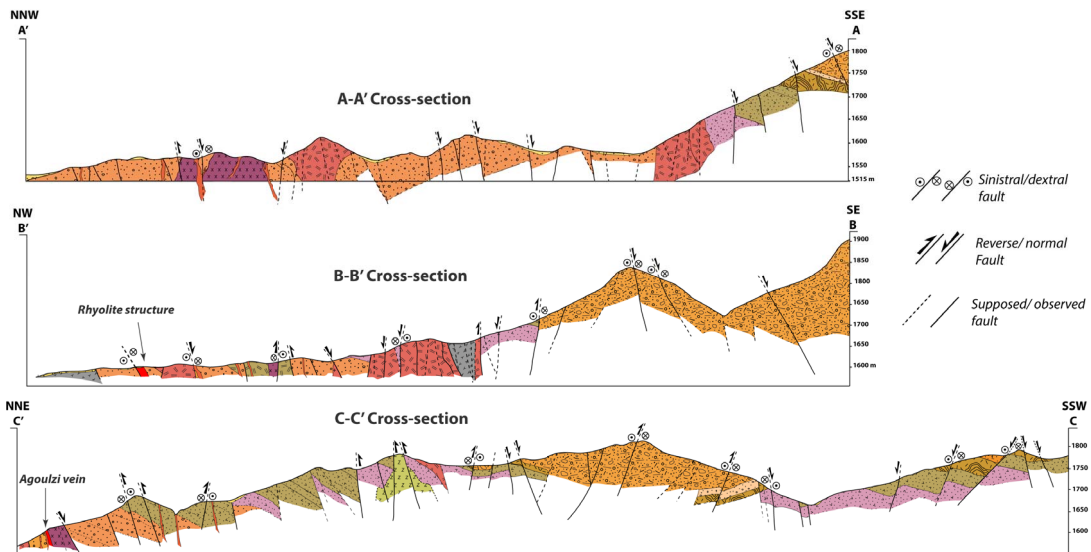 NNW
A'
SSE
A
A-A' Cross-section
1800
1750
1700
1650
1600
1550
1515 m
NW
B'
SE
B
B-B' Cross-section
Rhyolite structure
1900
1850
1800
1750
1700
1650
1600 m
NNE
C'
SSW
C
C-C' Cross-section
Agoulzi vein
1800
1750
1700
1650
1600
Sinistral/dextral
fault
Reverse/ normal
Fault
Supposed/ observed
fault